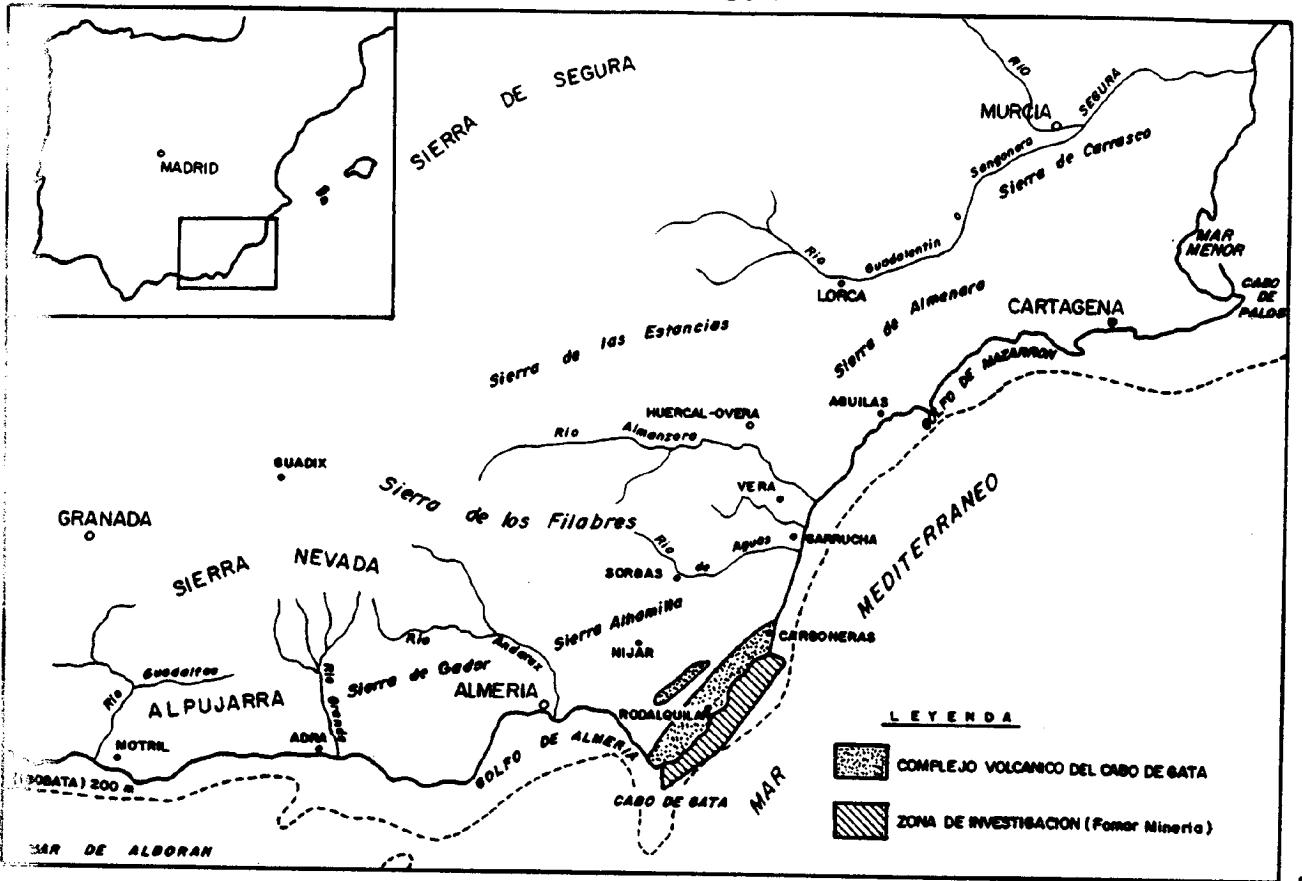 MADRID
SIERRA DE SEGURA
RIO
SEGURA
MURCIA
Sangonera
Sierra de Carrasco
Rio Guadalentin
LORCA
MAR MENOR
CABO DE PALOS
CARTAGENA
Sierra de Almenara
GOLFO DE MAZARRON
Sierra de las Estancias
AGUILAS
HUERCAL-OVERA
Rio Almanzora
GUADIX
VERA
Sierra de los Filabres
GRANADA
Rio de Aguas
GARRUCHA
MAR MEDITERRANEO
SIERRA NEVADA
SORBAS
Sierra Alhamilla
CARBONERAS
NIJAR
Rio Andarax
Rio Guadalfeo
Sierra de Gador
ALMERIA
RODALQUILAR
ALPUJARRA
Rio Grande
MOTRIL
ADRA
GOLFO DE ALMERIA
200 m
CABO DE GATA
DE ALBORAN
LEYENDA
COMPLEJO VOLCANICO DEL CABO DE GATA
ZONA DE INVESTIGACION (Fomar Mineria)